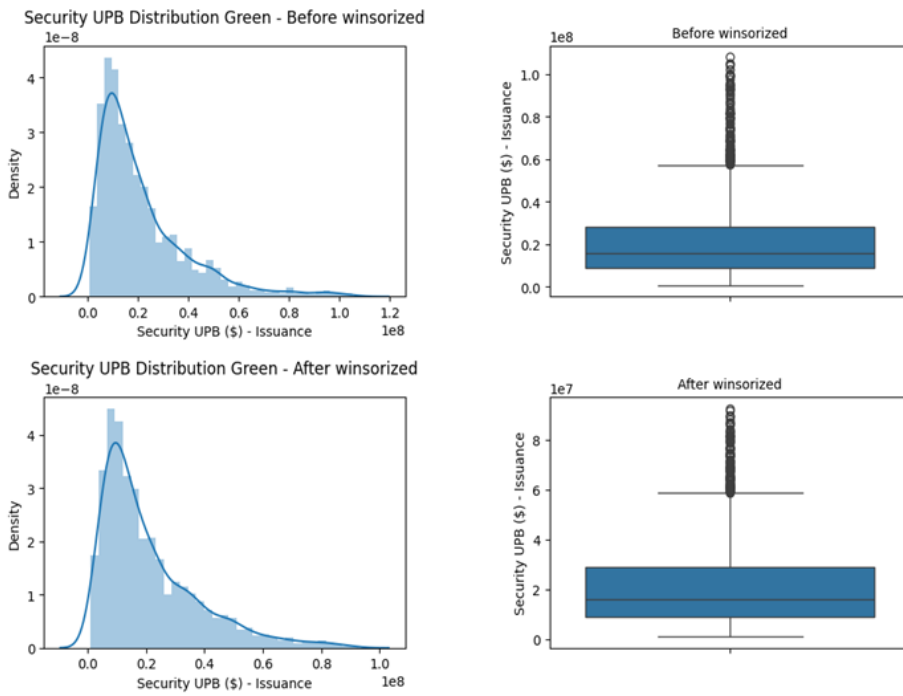 Security UPB Distribution Green - Before winsorized
1e-8
4
3
2
1
0
Density
0.0 0.2 0.4 0.6 0.8 1.0 1.2
1e8
Security UPB ($) - Issuance
Before winsorized
1e8
1.0
0.8
0.6
0.4
0.2
0.0
Security UPB ($) - Issuance
Security UPB Distribution Green - After winsorized
1e-8
4
3
2
1
0
Density
0.0 0.2 0.4 0.6 0.8 1.0
1e8
Security UPB ($) - Issuance
After winsorized
1e7
8
6
4
2
0
Security UPB ($) - Issuance